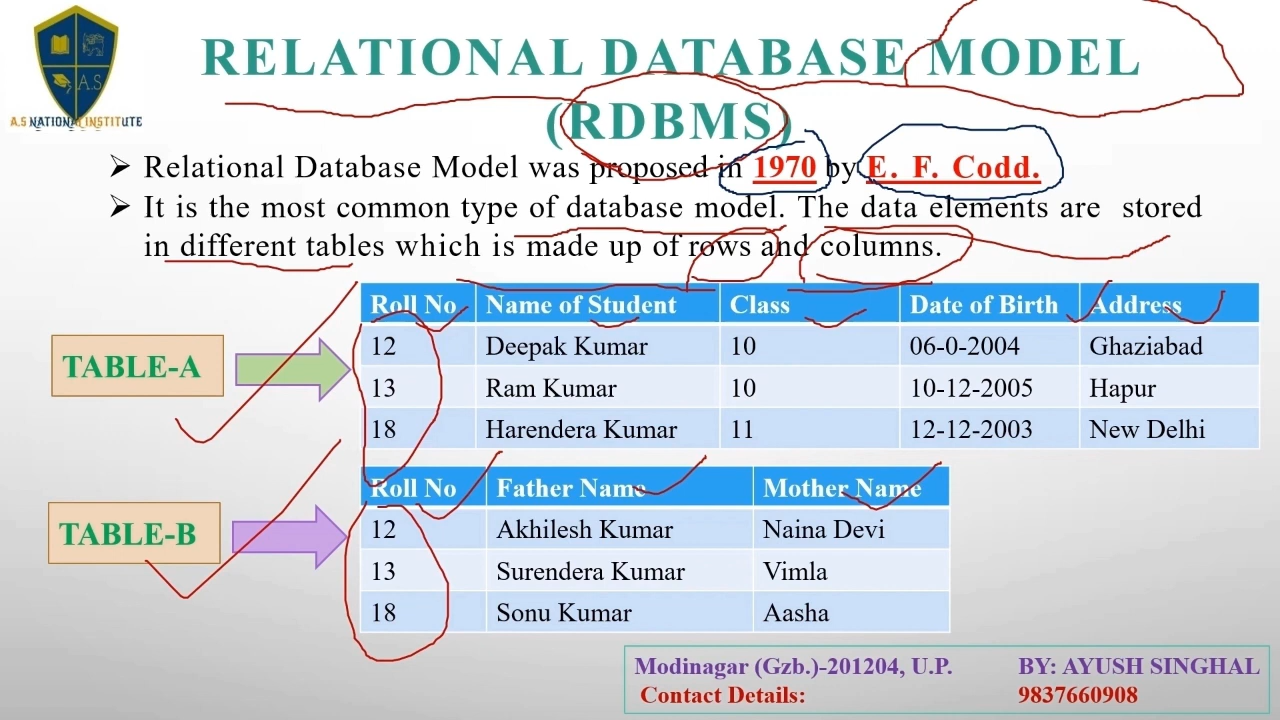 RELATIONAL DATABASE MODEL
(RDBMS)
A.S
A.S NATIONAL INSTITUTE
➢ Relational Database Model was proposed in 1970 by E. F. Codd.
➢ It is the most common type of database model. The data elements are stored
in different tables which is made up of rows and columns.
TABLE-A
Roll No Name of Student Class Date of Birth Address
12 Deepak Kumar 10 06-0-2004 Ghaziabad
13 Ram Kumar 10 10-12-2005 Hapur
18 Harendera Kumar 11 12-12-2003 New Delhi
TABLE-B
Roll No Father Name Mother Name
12 Akhilesh Kumar Naina Devi
13 Surendera Kumar Vimla
18 Sonu Kumar Aasha
Modinagar (Gzb.)-201204, U.P. BY: AYUSH SINGHAL
Contact Details: 9837660908